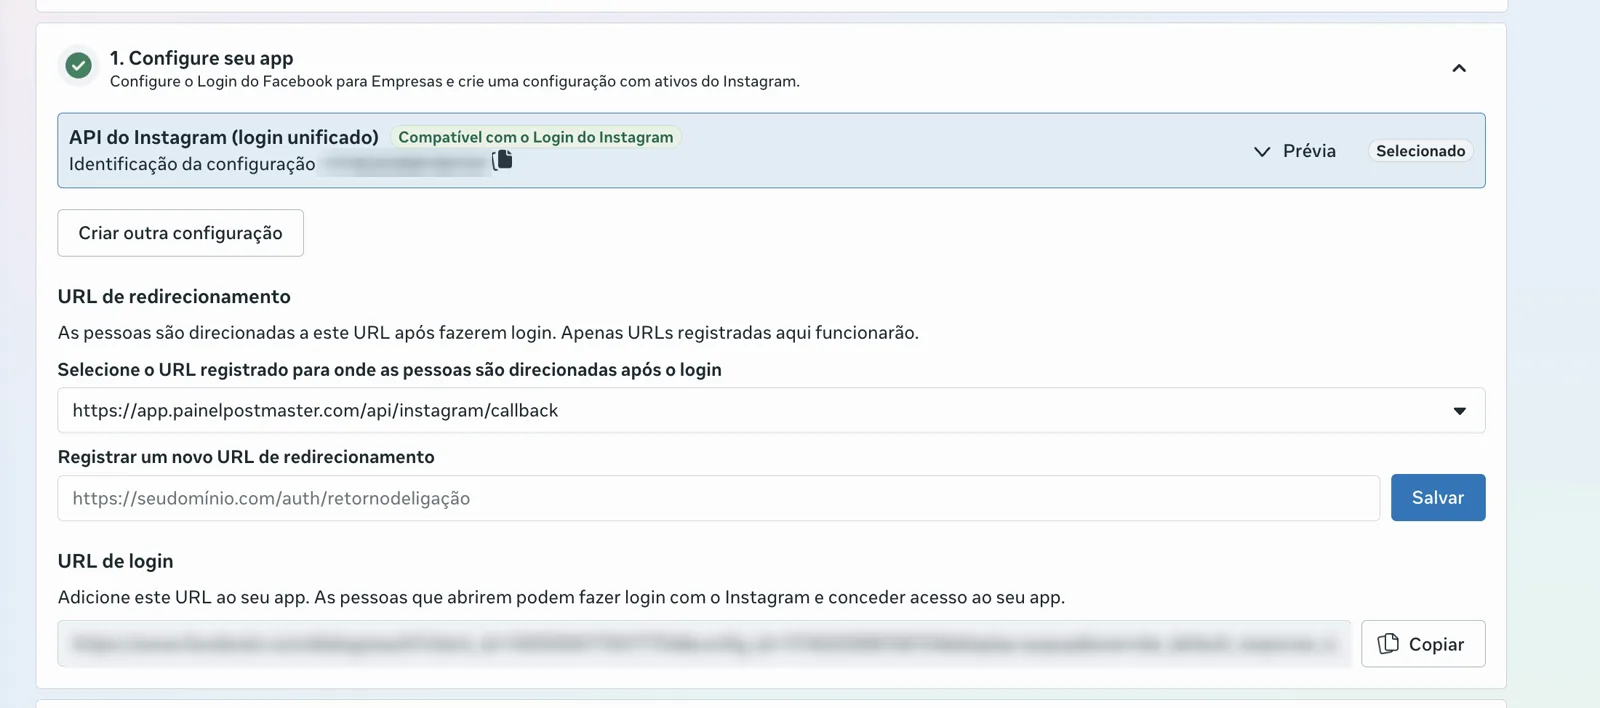 1. Configure seu app
Configure o Login do Facebook para Empresas e crie uma configuração com ativos do Instagram.
API do Instagram (login unificado) Compatível com o Login do Instagram
Identificação da configuração
Prévia Selecionado
Criar outra configuração
URL de redirecionamento
As pessoas são direcionadas a este URL após fazerem login. Apenas URLs registradas aqui funcionarão.
Selecione o URL registrado para onde as pessoas são direcionadas após o login
https://app.painelpostmaster.com/api/instagram/callback
Registrar um novo URL de redirecionamento
https://seudomínio.com/auth/retornodeligação
Salvar
URL de login
Adicione este URL ao seu app. As pessoas que abrirem podem fazer login com o Instagram e conceder acesso ao seu app.
Copiar